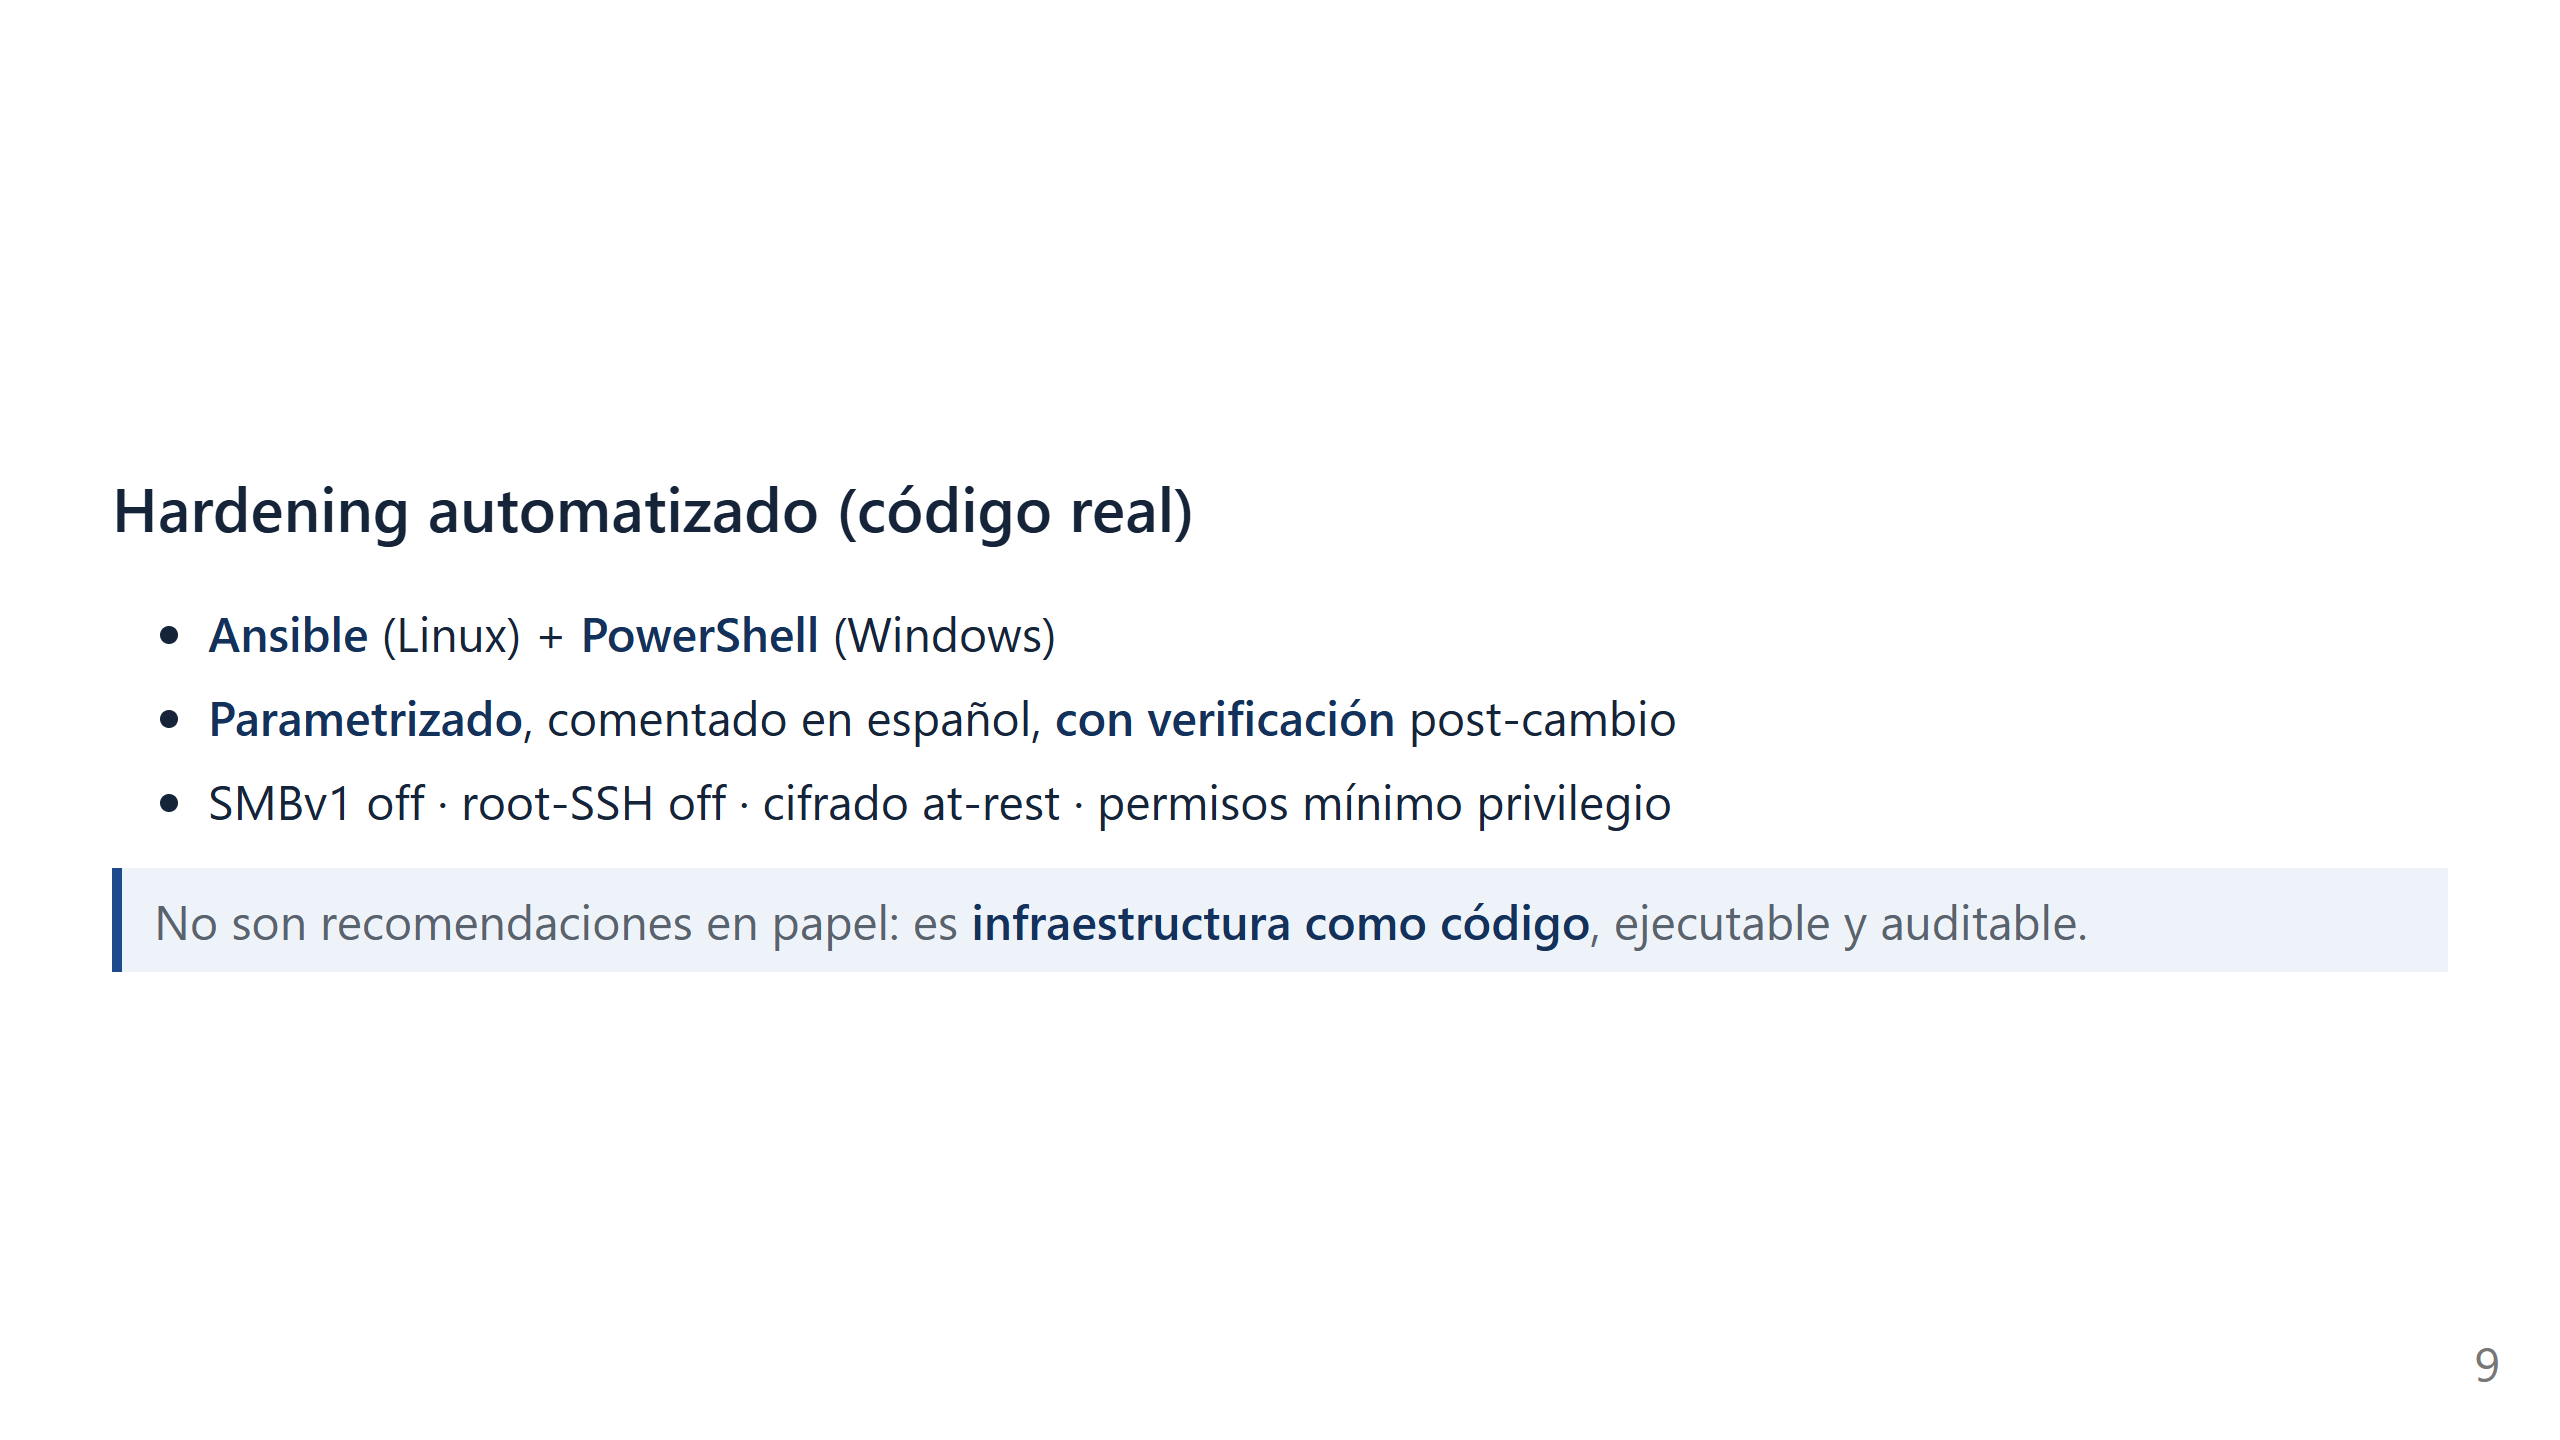 Hardening automatizado (código real)
• Ansible (Linux) + PowerShell (Windows)
• Parametrizado, comentado en español, con verificación post-cambio
• SMBv1 off · root-SSH off · cifrado at-rest · permisos mínimo privilegio
No son recomendaciones en papel: es infraestructura como código, ejecutable y auditable.
9